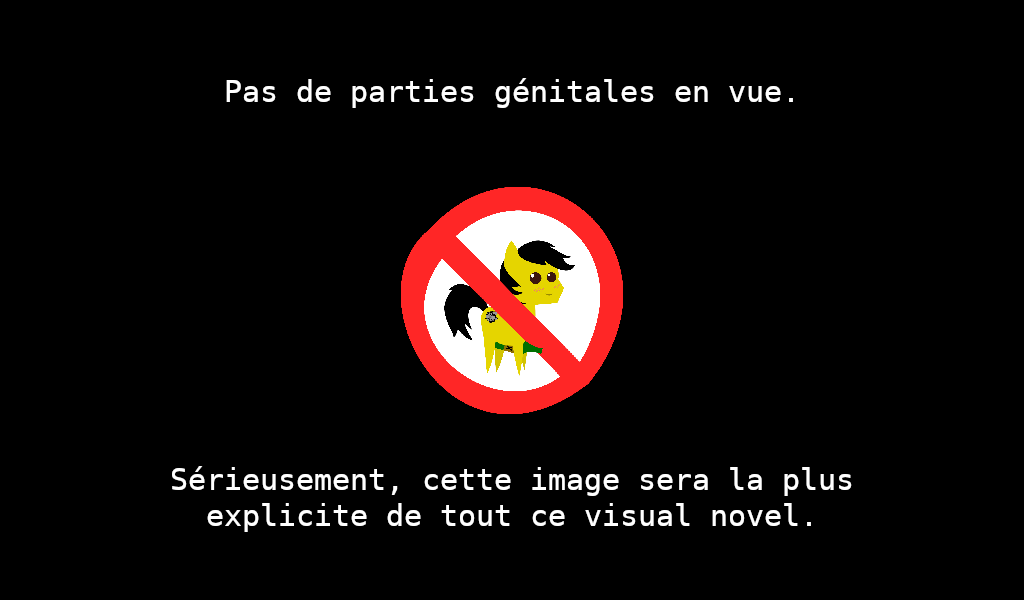 Pas de parties génitales en vue.
Sérieusement, cette image sera la plus
explicite de tout ce visual novel.